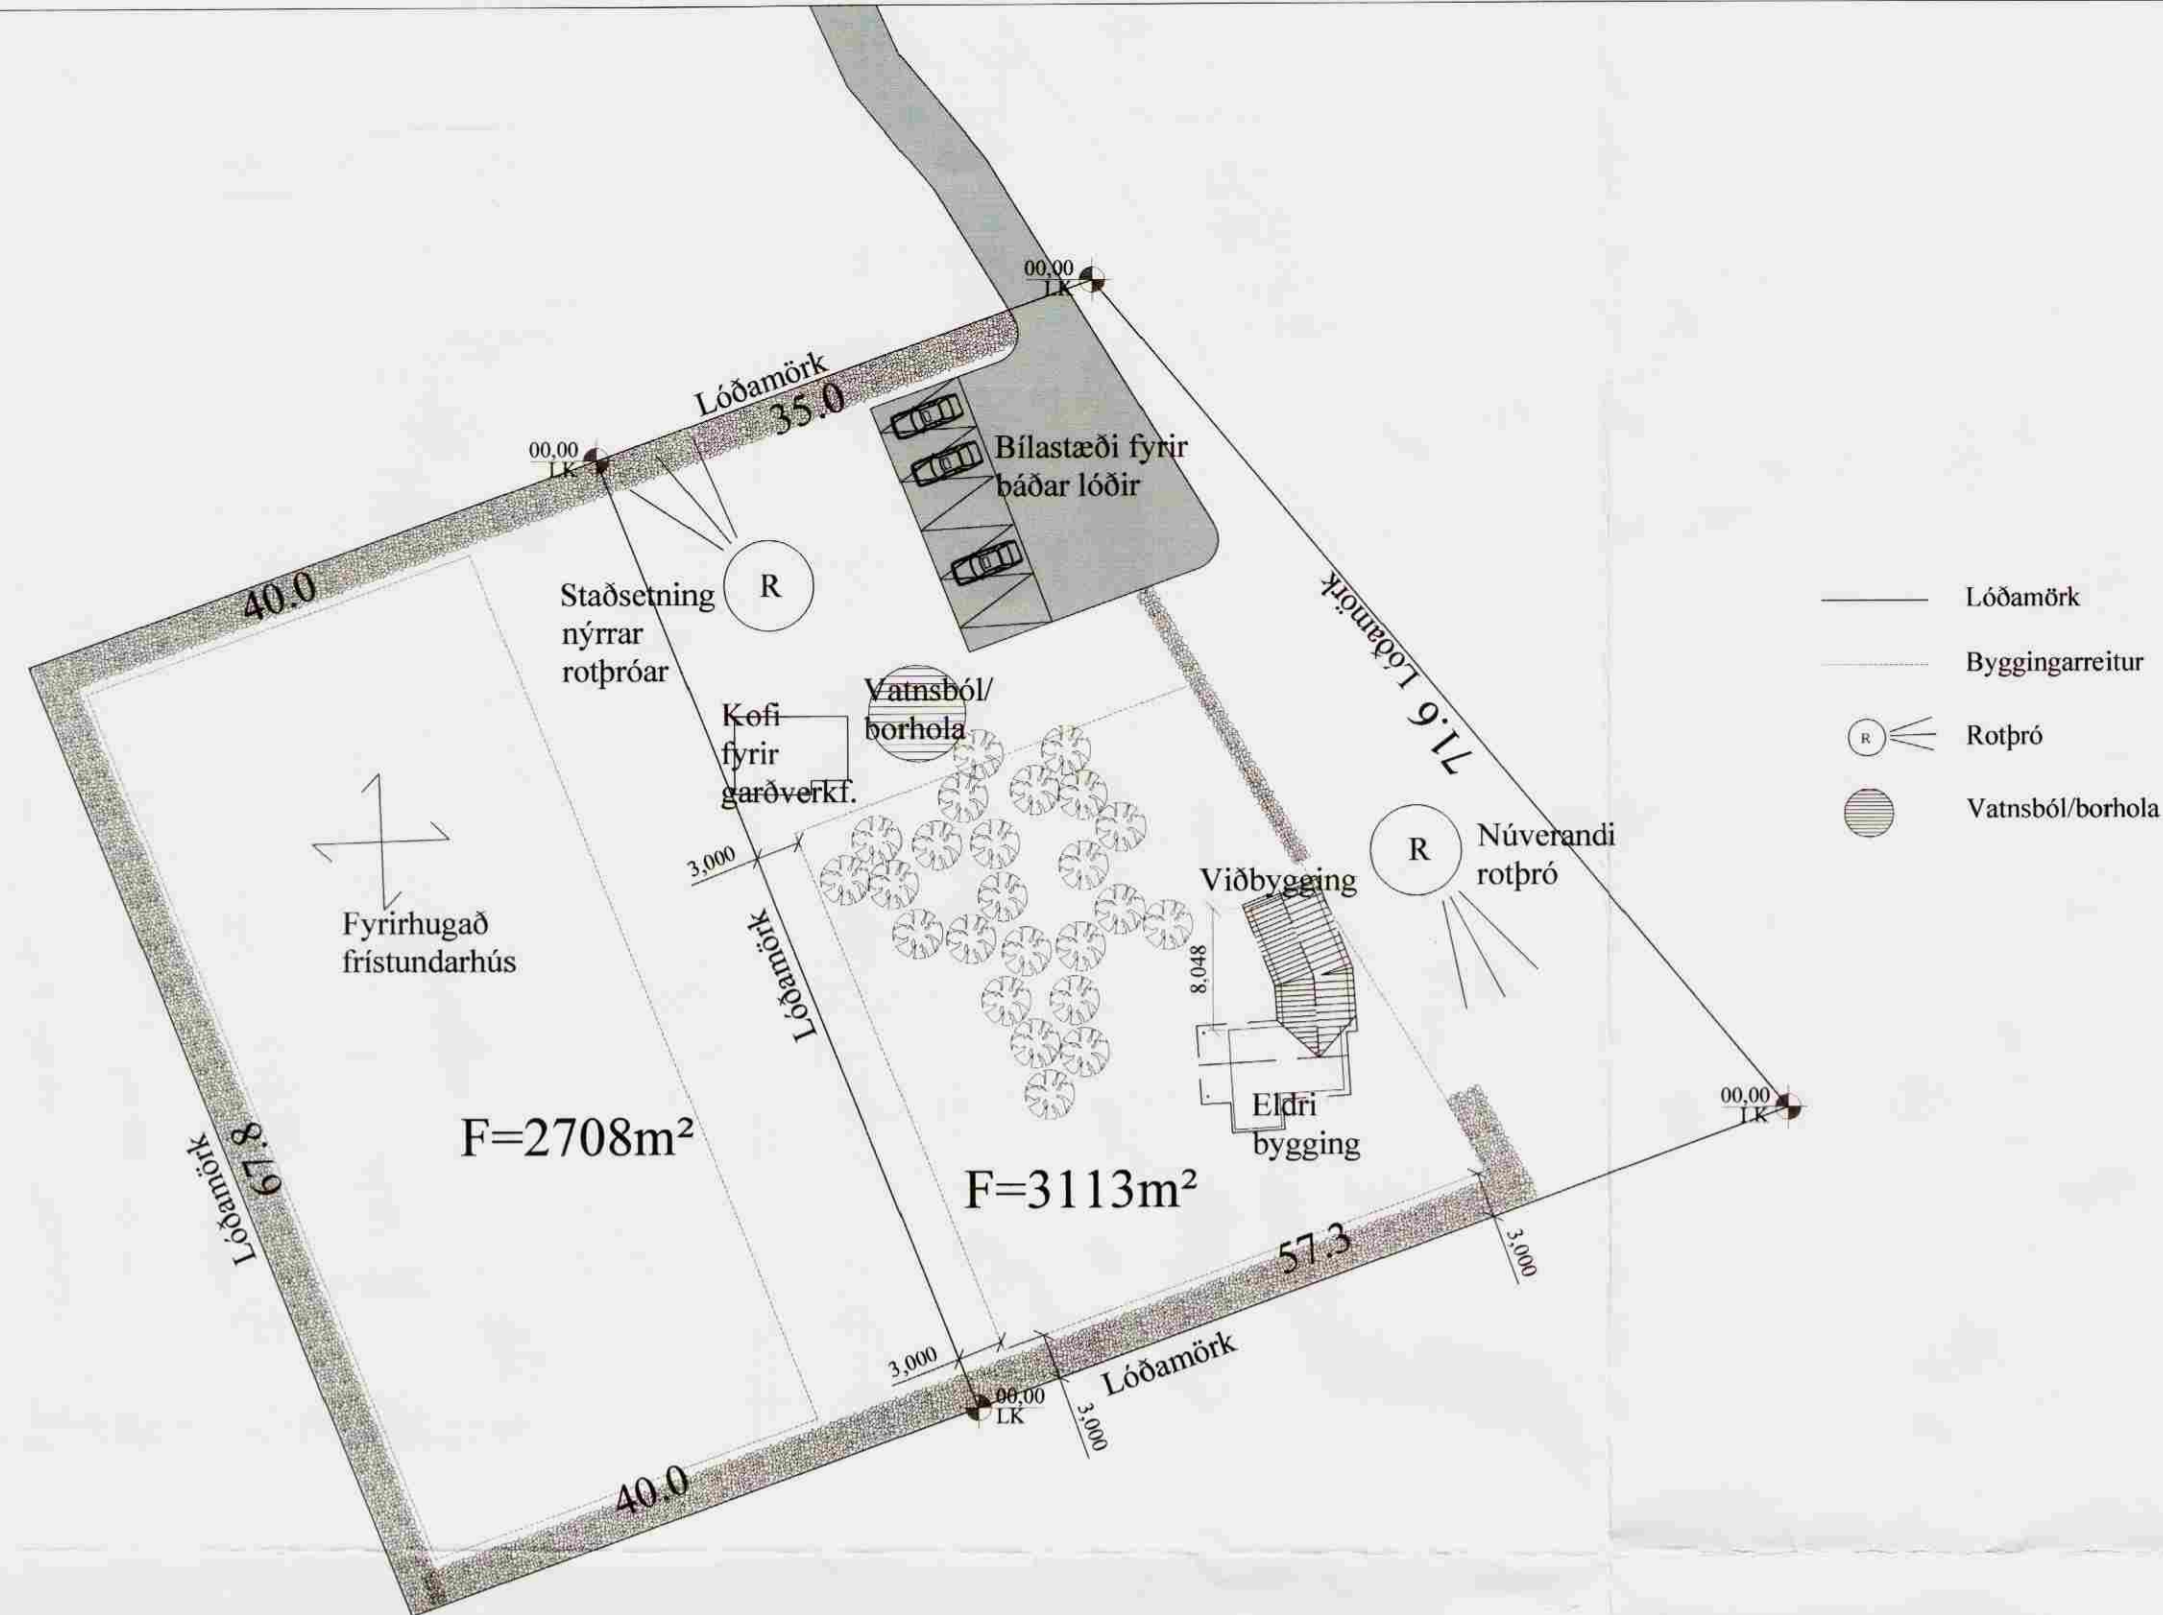 00,00
LK
Lóðamörk
35.0
00,00
LK
Bílastæði fyrir
báðar lóðir
40.0
Staðsetning
nýrrar
rotþróar
R
Lóðamörk
71.6
Lóðamörk
Byggingarreitur
R
Rotþró
Vatnsból/borhola
Vatnsból/
borhola
Kofi
fyrir
garðverkf.
3,000
R
Núverandi
rotþró
Viðbygging
8,048
Fyrirhugað
frístundarhús
Lóðamörk
Eldri
bygging
00,00
LK
F=2708m²
F=3113m²
67.8
Lóðamörk
57.3
3,000
3,000
Lóðamörk
00,00
LK
3,000
40.0